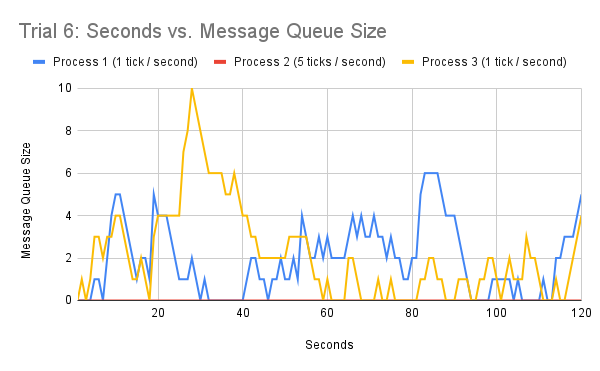 Trial 6: Seconds vs. Message Queue Size
Process 1 (1 tick / second) Process 2 (5 ticks / second) Process 3 (1 tick / second)
10
8
6
4
2
0
Message Queue Size
20 40 60 80 100 120
Seconds